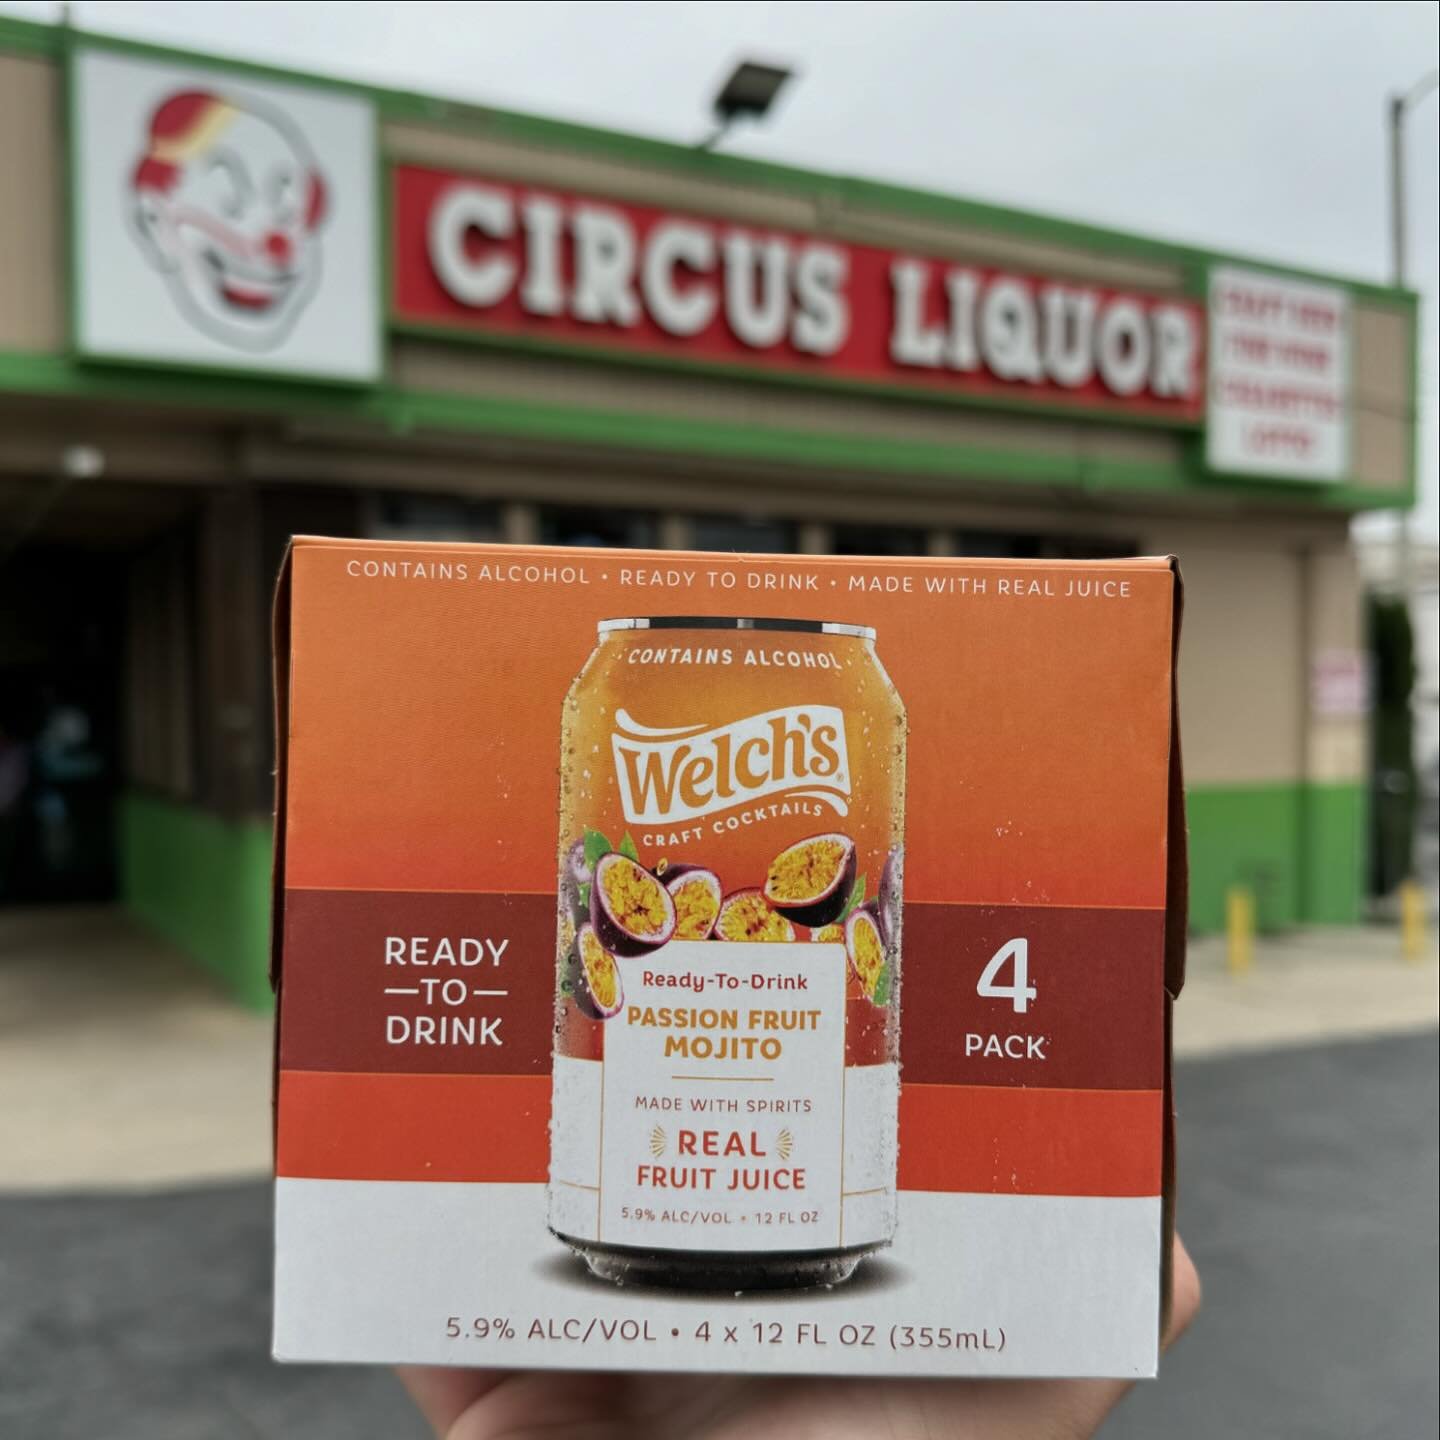 CIRCUS LIQUOR
CONTAINS ALCOHOL • READY TO DRINK • MADE WITH REAL JUICE
CONTAINS ALCOHOL
Welch's®
CRAFT COCKTAILS
READY
—TO—
DRINK
Ready-To-Drink
PASSION FRUIT
MOJITO
MADE WITH SPIRITS
REAL
FRUIT JUICE
5.9% ALC/VOL • 12 FL OZ
4
PACK
5.9% ALC/VOL • 4 x 12 FL OZ (355mL)